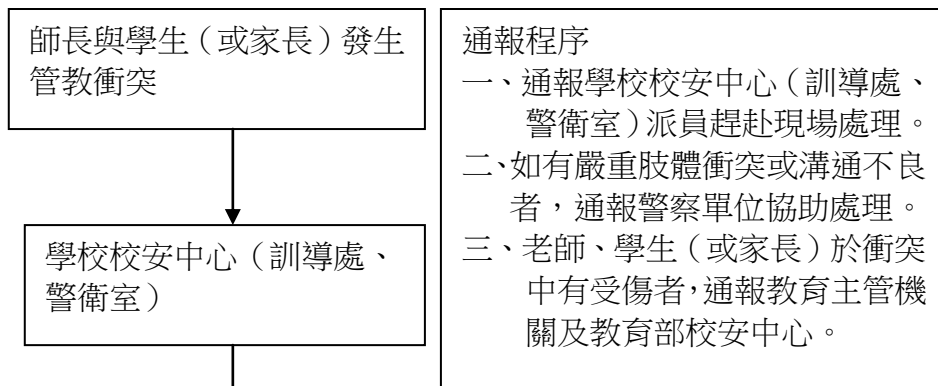 師長與學生（或家長）發生
管教衝突
學校校安中心（訓導處、
警衛室）
通報程序
一、通報學校校安中心（訓導處、
警衛室）派員趕赴現場處理。
二、如有嚴重肢體衝突或溝通不良
者，通報警察單位協助處理。
三、老師、學生（或家長）於衝突
中有受傷者，通報教育主管機
關及教育部校安中心。